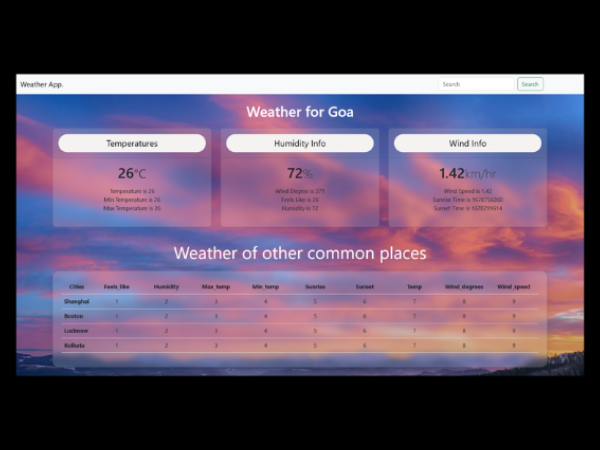 Weather App.
Search Search
Weather for Goa
Temperatures Humidity Info Wind Info
26°C 72% 1.42km/hr
Temperature is 26 Wind Degree is 271 Wind Speed is 1.42
Min Temperature is 26 Feels Like is 26 Sunrise Time is
Max Temperature is 26 Humidity is 72 Sunset Time is
Weather of other common places
Cities Feels_like Humidity Max_temp Min_temp Sunrise Sunset Temp Wind_degrees Wind_speed
Shanghai 1 2 3 4 5 6 7 8 9
Boston 1 2 3 4 5 6 7 8 9
Lucknow 1 2 3 4 5 6 7 8 9
Kolkata 1 2 3 4 5 6 7 8 9